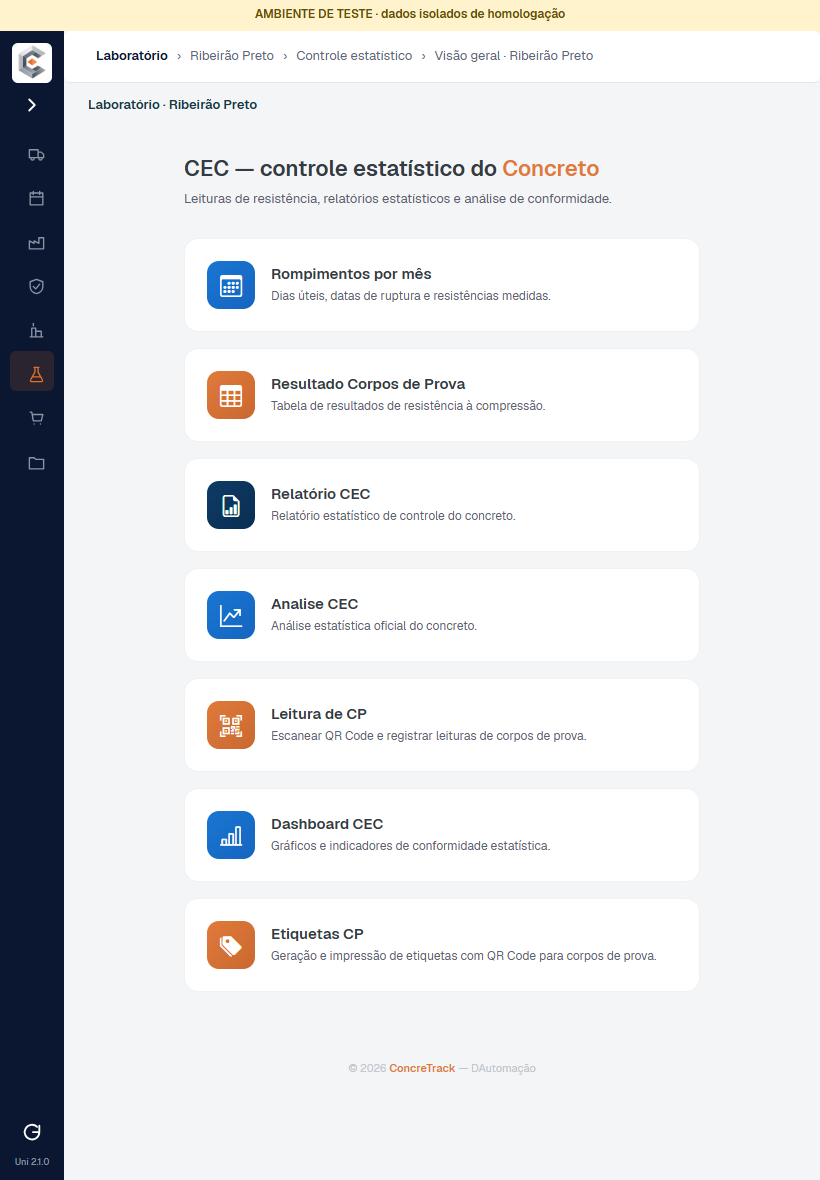 AMBIENTE DE TESTE · dados isolados de homologação
Laboratório › Ribeirão Preto › Controle estatístico › Visão geral · Ribeirão Preto
Laboratório · Ribeirão Preto
CEC — controle estatístico do Concreto
Leituras de resistência, relatórios estatísticos e análise de conformidade.
Rompimentos por mês
Dias úteis, datas de ruptura e resistências medidas.
Resultado Corpos de Prova
Tabela de resultados de resistência à compressão.
Relatório CEC
Relatório estatístico de controle do concreto.
Analise CEC
Análise estatística oficial do concreto.
Leitura de CP
Escanear QR Code e registrar leituras de corpos de prova.
Dashboard CEC
Gráficos e indicadores de conformidade estatística.
Etiquetas CP
Geração e impressão de etiquetas com QR Code para corpos de prova.
© 2026 ConcreTrack — DAutomação
Uni 2.1.0